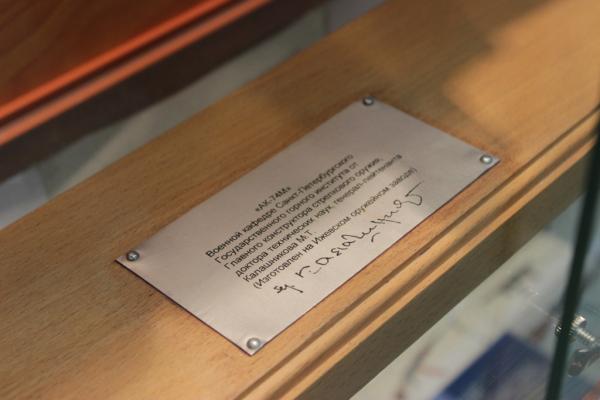 «АК-74М»
Военной кафедре Санкт-Петербургского
Государственного горного института от
Главного конструктора стрелкового оружия,
доктора технических наук, генерал-лейтенанта
Калашникова М.Т.
(Изготовлен на Ижевском оружейном заводе)